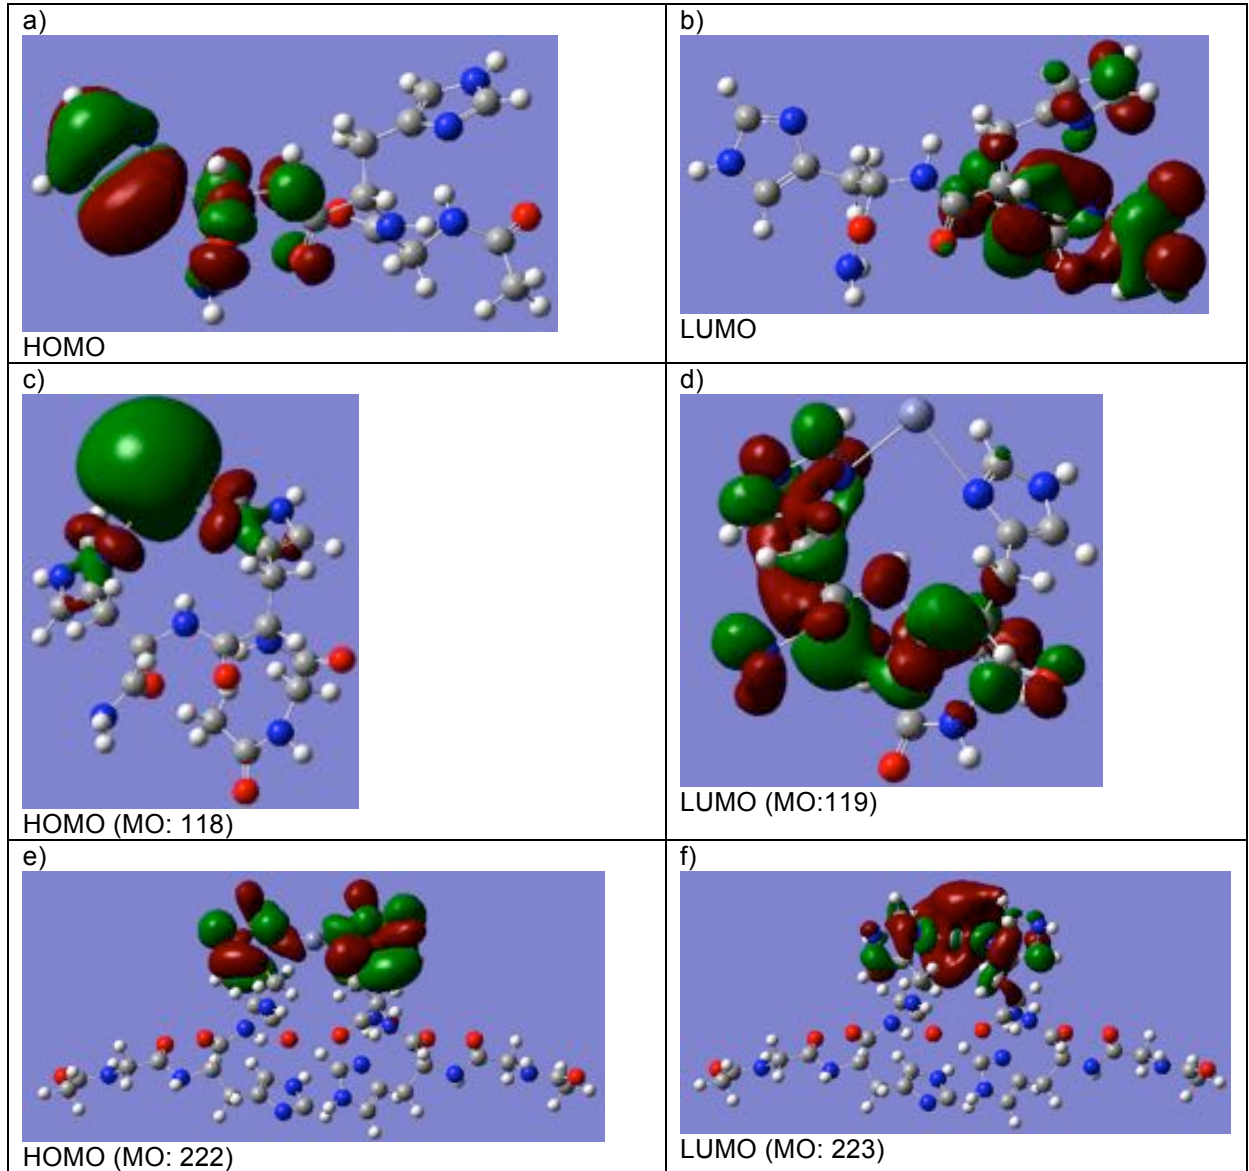 a)
HOMO
b)
LUMO
c)
HOMO (MO: 118)
d)
LUMO (MO:119)
e)
HOMO (MO: 222)
f)
LUMO (MO: 223)